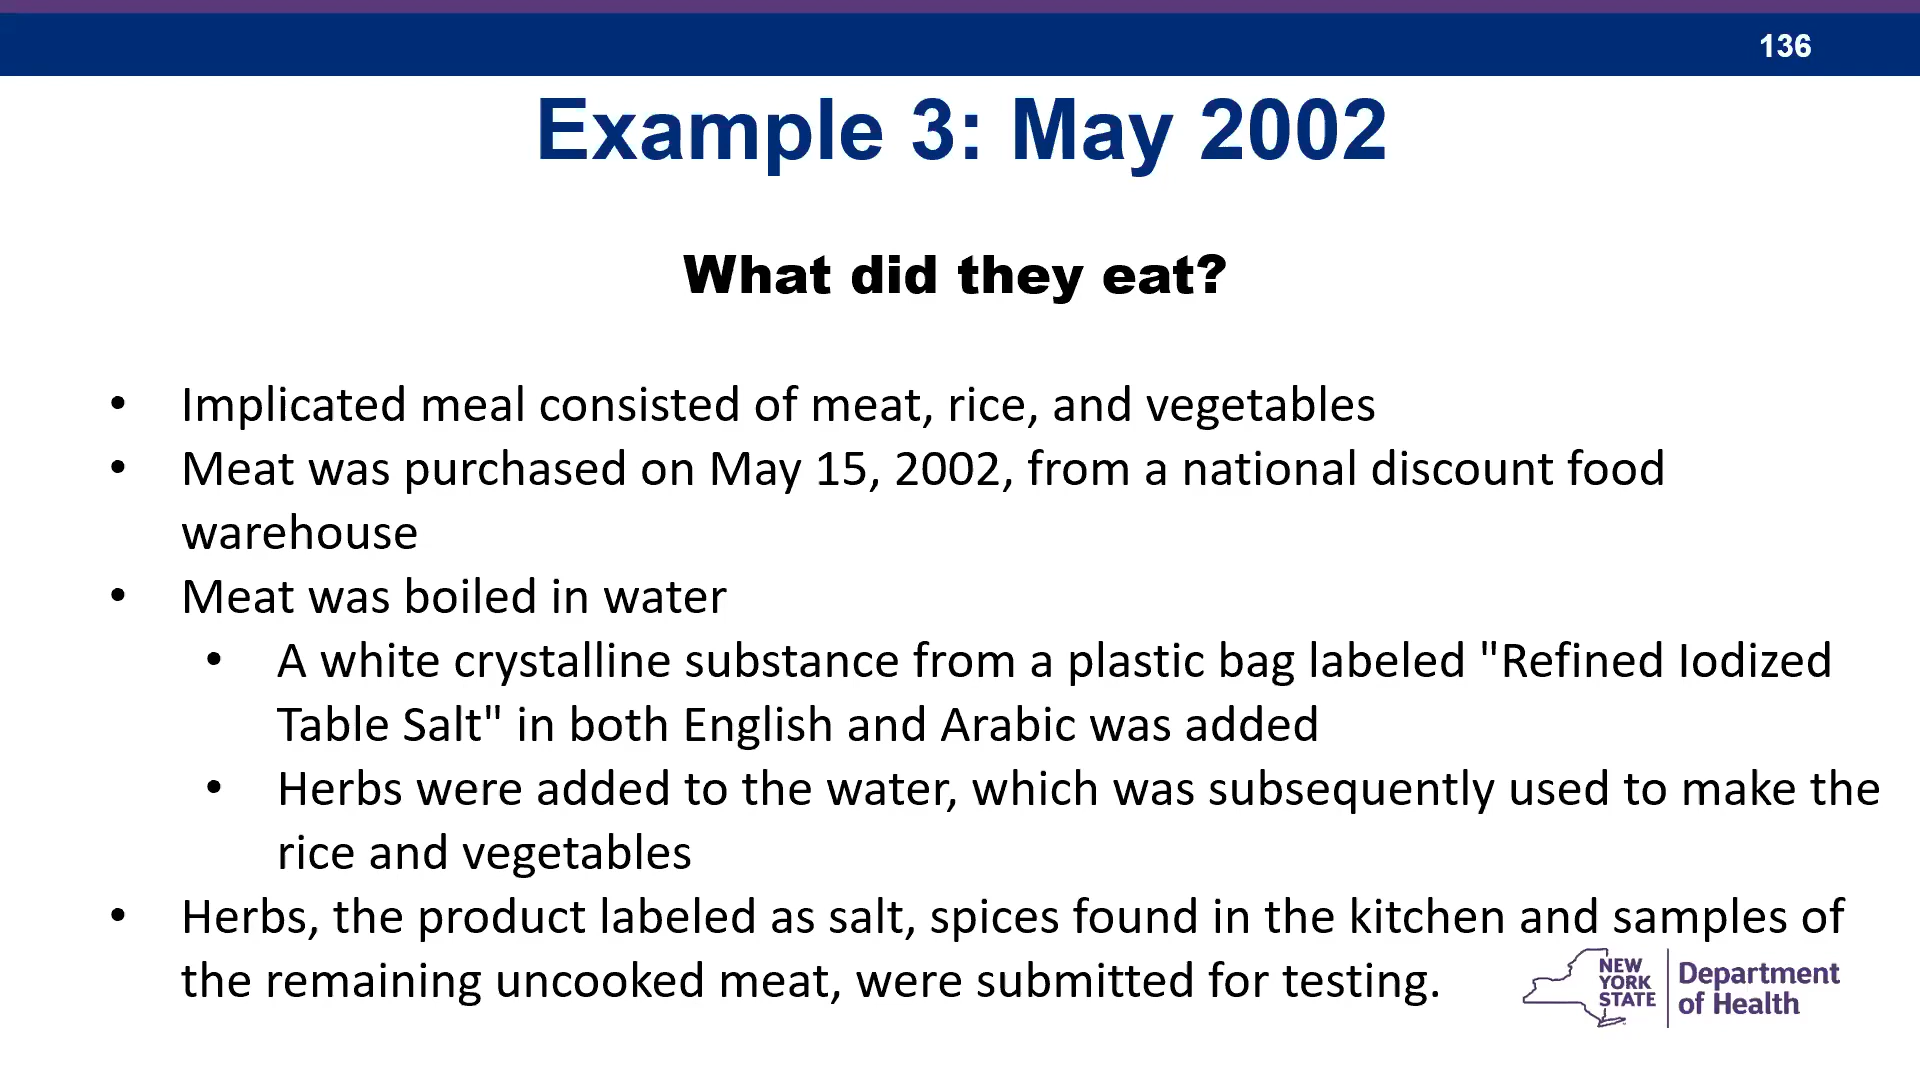 136
Example 3: May 2002
What did they eat?
• Implicated meal consisted of meat, rice, and vegetables
• Meat was purchased on May 15, 2002, from a national discount food
warehouse
• Meat was boiled in water
• A white crystalline substance from a plastic bag labeled "Refined Iodized
Table Salt" in both English and Arabic was added
• Herbs were added to the water, which was subsequently used to make the
rice and vegetables
• Herbs, the product labeled as salt, spices found in the kitchen and samples of
the remaining uncooked meat, were submitted for testing.
NEW
YORK
STATE
Department
of Health